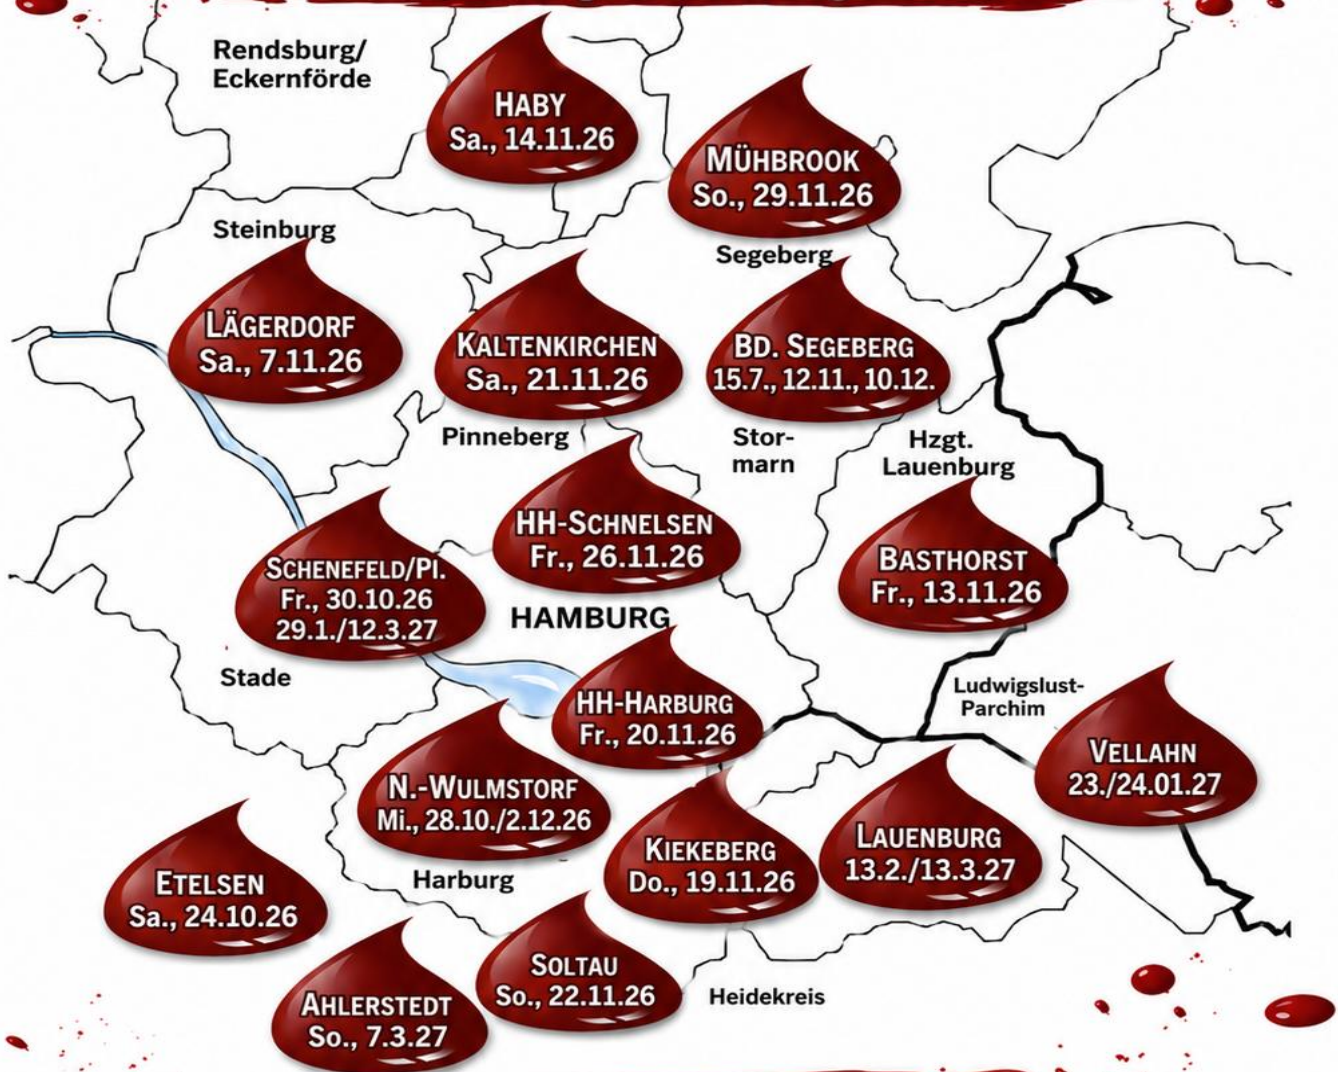 Rendsburg/
Eckernförde
HABY
Sa., 14.11.26
MÜHBROOK
So., 29.11.26
Steinburg
Segeberg
LÄGERDORF
Sa., 7.11.26
KALTENKIRCHEN
Sa., 21.11.26
BD. SEGEBERG
15.7., 12.11., 10.12.
Pinneberg
Stor-
marn
Hzgt.
Lauenburg
HH-SCHNELSEN
Fr., 26.11.26
SCHENEFELD/PI.
Fr., 30.10.26
29.1./12.3.27
BASTHORST
Fr., 13.11.26
HAMBURG
Stade
HH-HARBURG
Fr., 20.11.26
Ludwigslust-
Parchim
VELLAHN
23./24.01.27
N.-WULMSTORF
Mi., 28.10./2.12.26
KIEKEBERG
Do., 19.11.26
LAUENBURG
13.2./13.3.27
Harburg
ETELSEN
Sa., 24.10.26
SOLTAU
So., 22.11.26
Heidekreis
AHLERSTEDT
So., 7.3.27